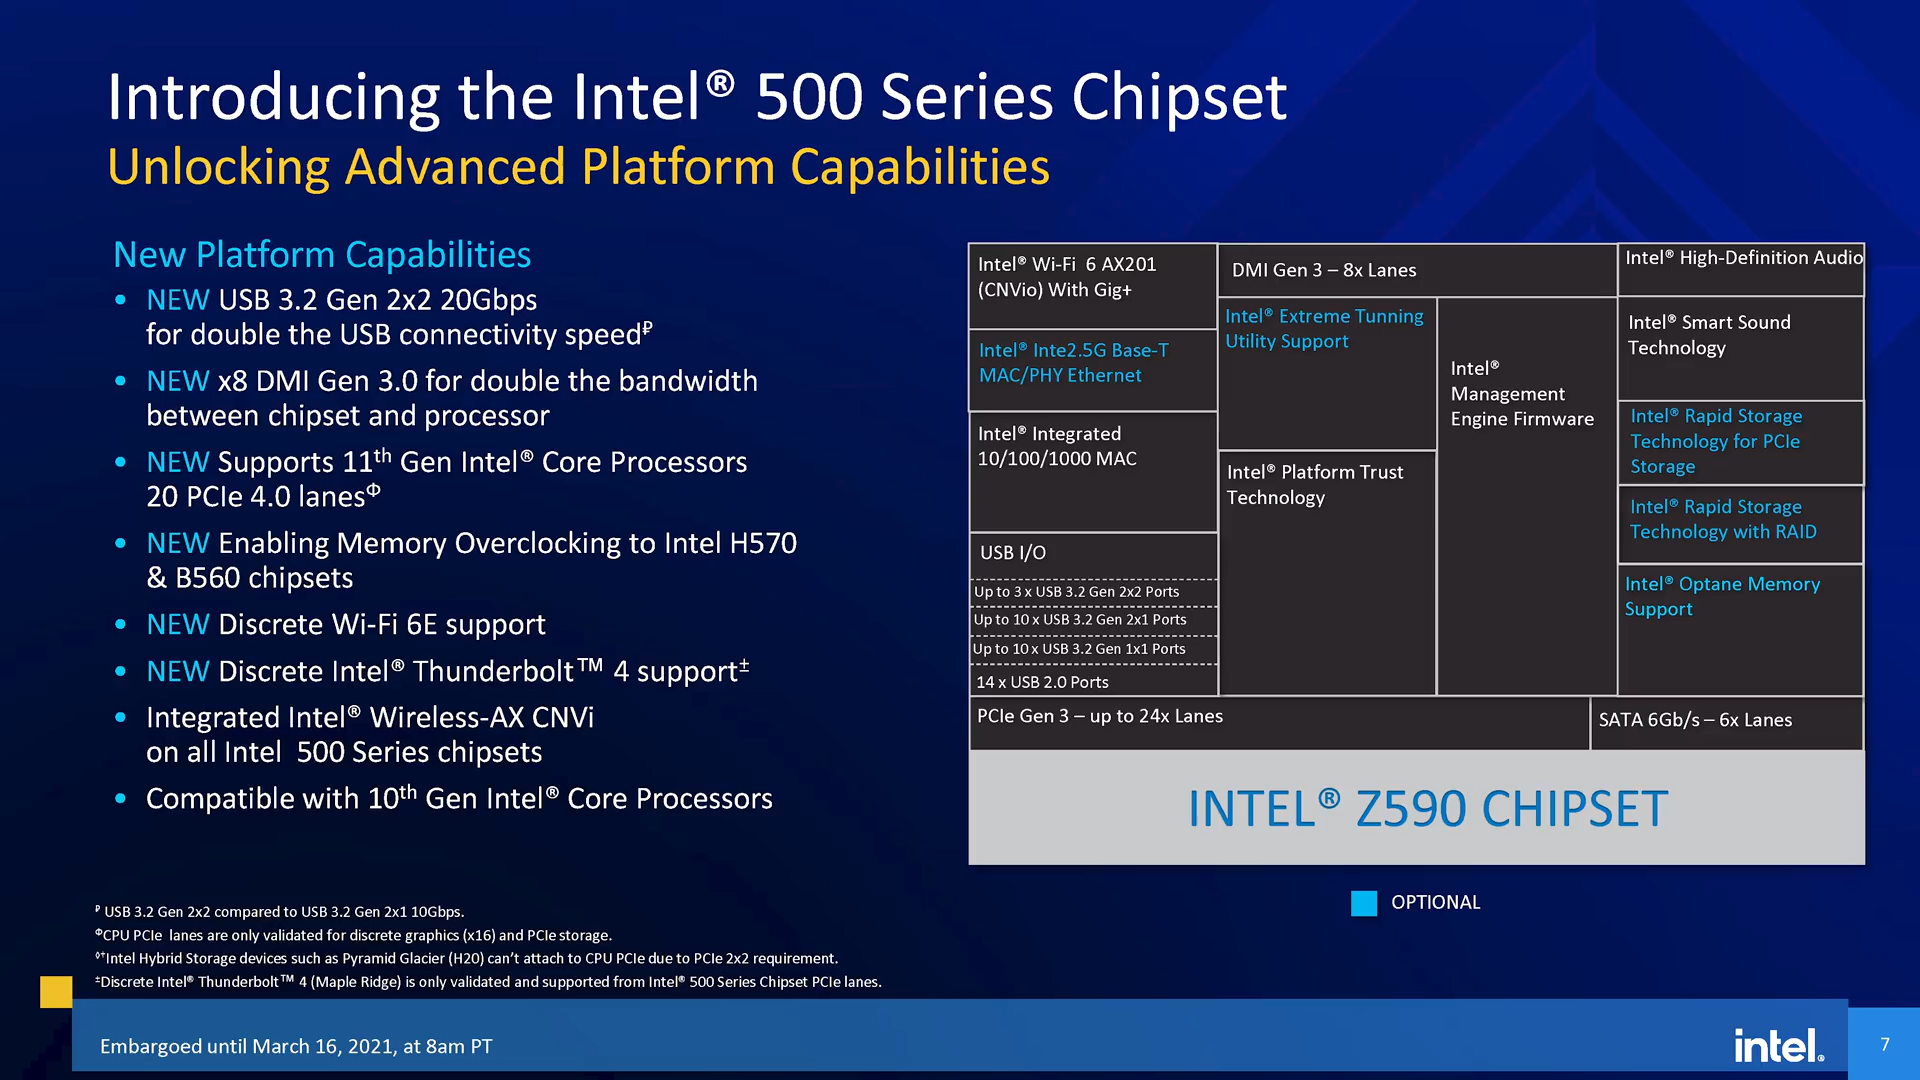 Introducing the Intel® 500 Series Chipset
Unlocking Advanced Platform Capabilities
New Platform Capabilities
• NEW USB 3.2 Gen 2x2 20Gbps
for double the USB connectivity speed₽
• NEW x8 DMI Gen 3.0 for double the bandwidth
between chipset and processor
• NEW Supports 11th Gen Intel® Core Processors
20 PCIe 4.0 lanesΦ
• NEW Enabling Memory Overclocking to Intel H570
& B560 chipsets
• NEW Discrete Wi-Fi 6E support
• NEW Discrete Intel® Thunderbolt™ 4 support±
• Integrated Intel® Wireless-AX CNVi
on all Intel 500 Series chipsets
• Compatible with 10th Gen Intel® Core Processors
Intel® Wi-Fi 6 AX201
(CNVio) With Gig+
Intel® Inte2.5G Base-T
MAC/PHY Ethernet
Intel® Integrated
10/100/1000 MAC
USB I/O
Up to 3 x USB 3.2 Gen 2x2 Ports
Up to 10 x USB 3.2 Gen 2x1 Ports
Up to 10 x USB 3.2 Gen 1x1 Ports
14 x USB 2.0 Ports
DMI Gen 3 – 8x Lanes
Intel® Extreme Tunning
Utility Support
Intel® Platform Trust
Technology
Intel®
Management
Engine Firmware
Intel® High-Definition Audio
Intel® Smart Sound
Technology
Intel® Rapid Storage
Technology for PCIe
Storage
Intel® Rapid Storage
Technology with RAID
Intel® Optane Memory
Support
PCIe Gen 3 – up to 24x Lanes
SATA 6Gb/s – 6x Lanes
INTEL® Z590 CHIPSET
OPTIONAL
₽ USB 3.2 Gen 2x2 compared to USB 3.2 Gen 2x1 10Gbps.
ΦCPU PCIe lanes are only validated for discrete graphics (x16) and PCIe storage.
◊†Intel Hybrid Storage devices such as Pyramid Glacier (H20) can't attach to CPU PCIe due to PCIe 2x2 requirement.
±Discrete Intel® Thunderbolt™ 4 (Maple Ridge) is only validated and supported from Intel® 500 Series Chipset PCIe lanes.
Embargoed until March 16, 2021, at 8am PT
intel.
7